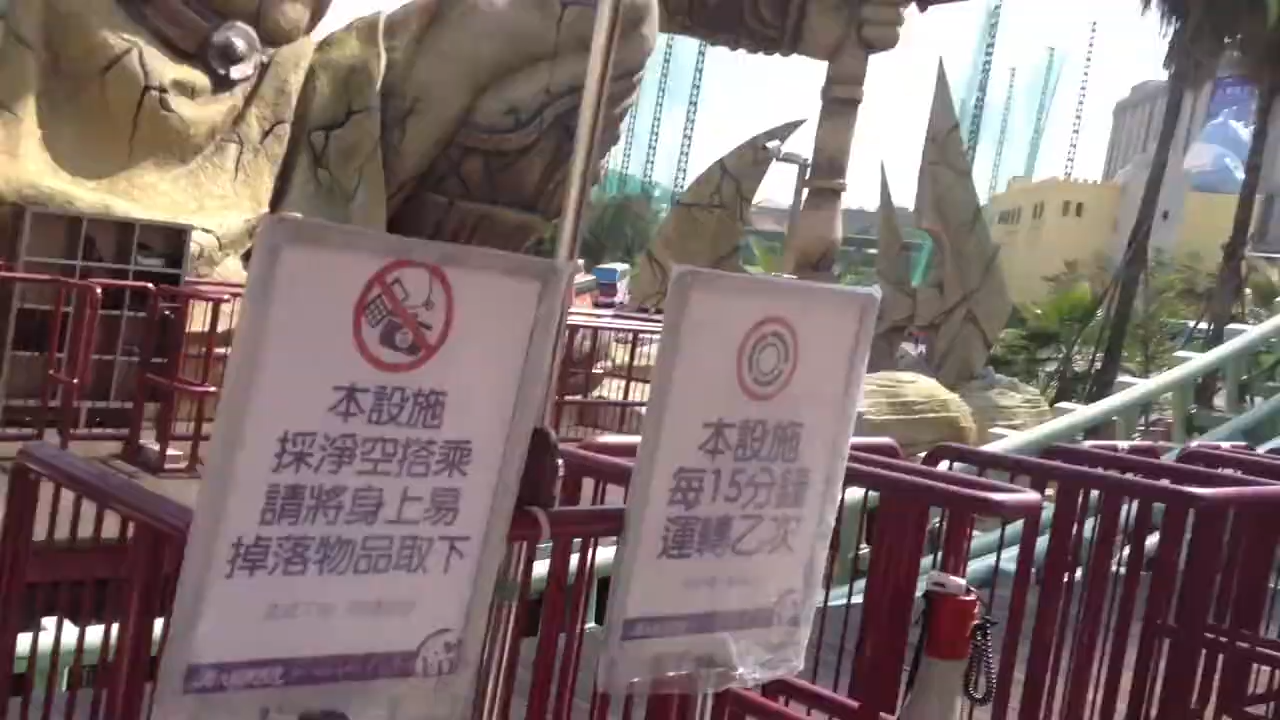 本設施
採淨空搭乘
請將身上易
掉落物品取下
本設施
每15分鐘
運轉乙次